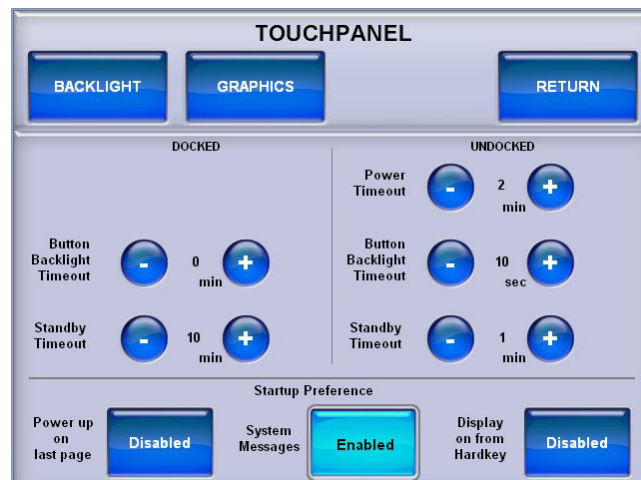 TOUCHPANEL
BACKLIGHT
GRAPHICS
RETURN
DOCKED
UNDOCKED
Power
Timeout
-
2
min
+
Button
Backlight
Timeout
-
0
min
+
Button
Backlight
Timeout
-
10
sec
+
Standby
Timeout
-
10
min
+
Standby
Timeout
-
1
min
+
Startup Preference
Power up
on
last page
Disabled
System
Messages
Enabled
Display
on from
Hardkey
Disabled